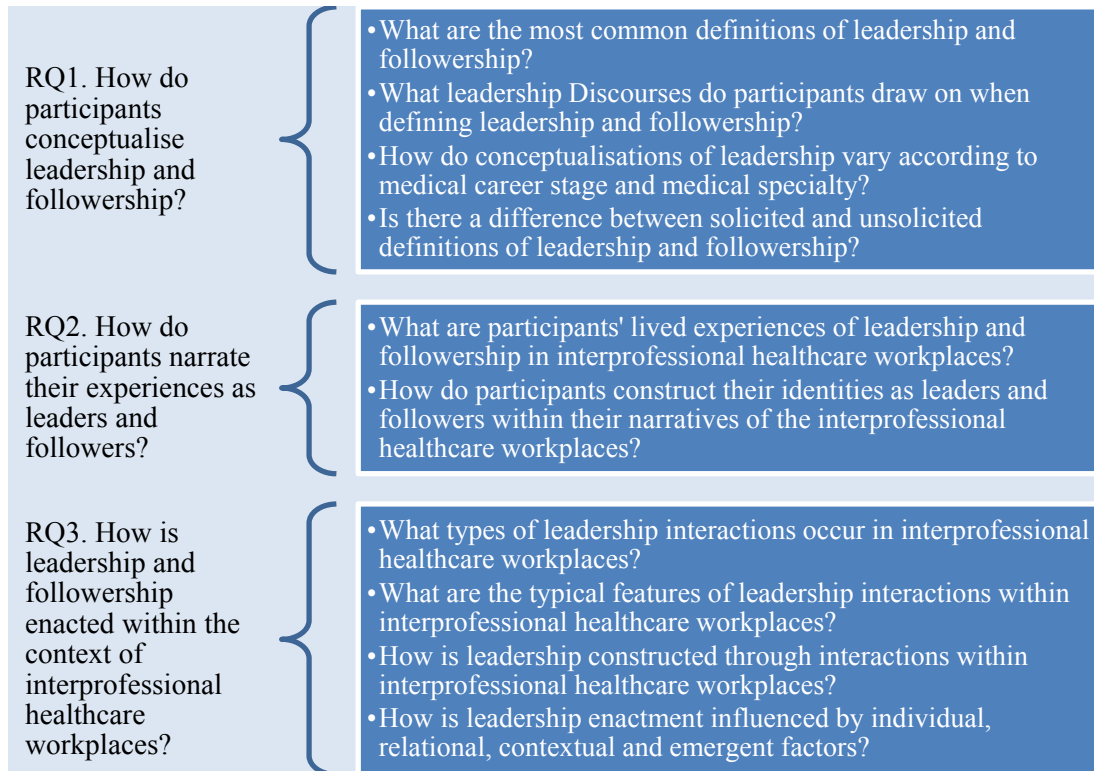 RQ1. How do
participants
conceptualise
leadership and
followership?
•What are the most common definitions of leadership and
followership?
•What leadership Discourses do participants draw on when
defining leadership and followership?
•How do conceptualisations of leadership vary according to
medical career stage and medical specialty?
•Is there a difference between solicited and unsolicited
definitions of leadership and followership?
RQ2. How do
participants narrate
their experiences as
leaders and
followers?
•What are participants' lived experiences of leadership and
followership in interprofessional healthcare workplaces?
•How do participants construct their identities as leaders and
followers within their narratives of the interprofessional
healthcare workplaces?
RQ3. How is
leadership and
followership
enacted within the
context of
interprofessional
healthcare
workplaces?
•What types of leadership interactions occur in interprofessional
healthcare workplaces?
•What are the typical features of leadership interactions within
interprofessional healthcare workplaces?
•How is leadership constructed through interactions within
interprofessional healthcare workplaces?
•How is leadership enactment influenced by individual,
relational, contextual and emergent factors?